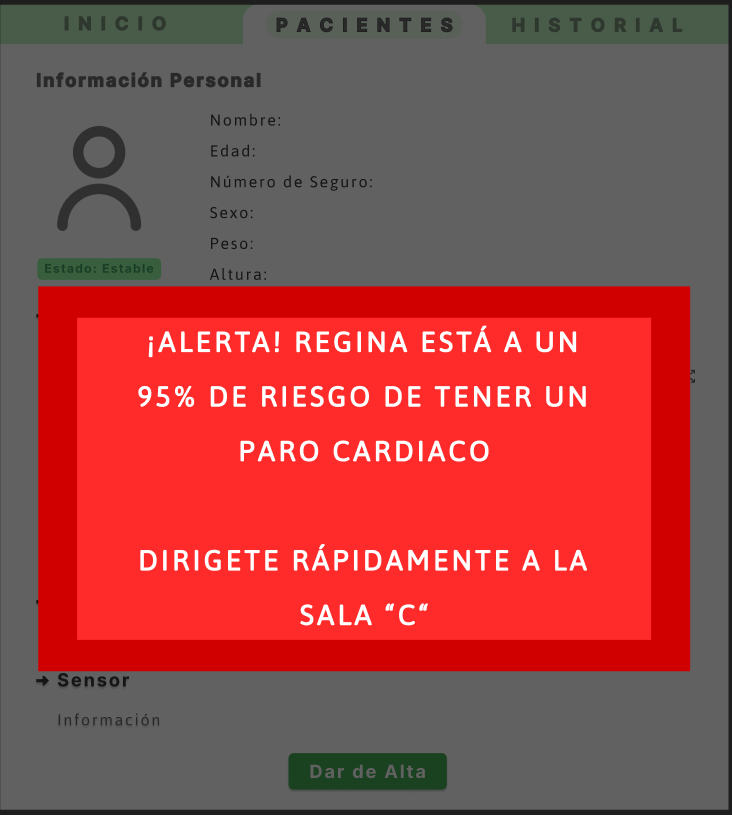 INICIO PACIENTES HISTORIAL
Información Personal
Nombre:
Edad:
Número de Seguro:
Sexo:
Peso:
Altura:
Estado: Estable
¡ALERTA! REGINA ESTÁ A UN
95% DE RIESGO DE TENER UN
PARO CARDIACO
DIRIGETE RÁPIDAMENTE A LA
SALA “C“
➔ Sensor
Información
Dar de Alta